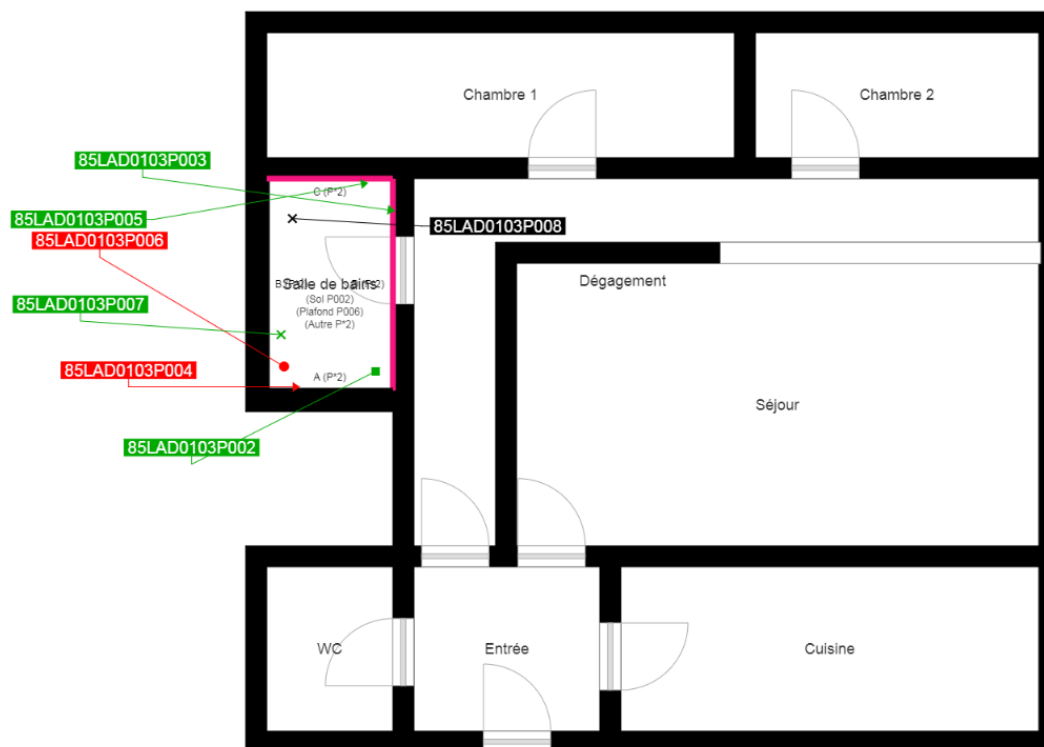 Chambre 1
Chambre 2
85LAD0103P003
C (P*2)
85LAD0103P005
85LAD0103P008
85LAD0103P006
Dégagement
Salle de bains
(Sol P002)
85LAD0103P007
(Plafond P006)
(Autre P*2)
85LAD0103P004
A (P*2)
Séjour
85LAD0103P002
WC
Entrée
Cuisine